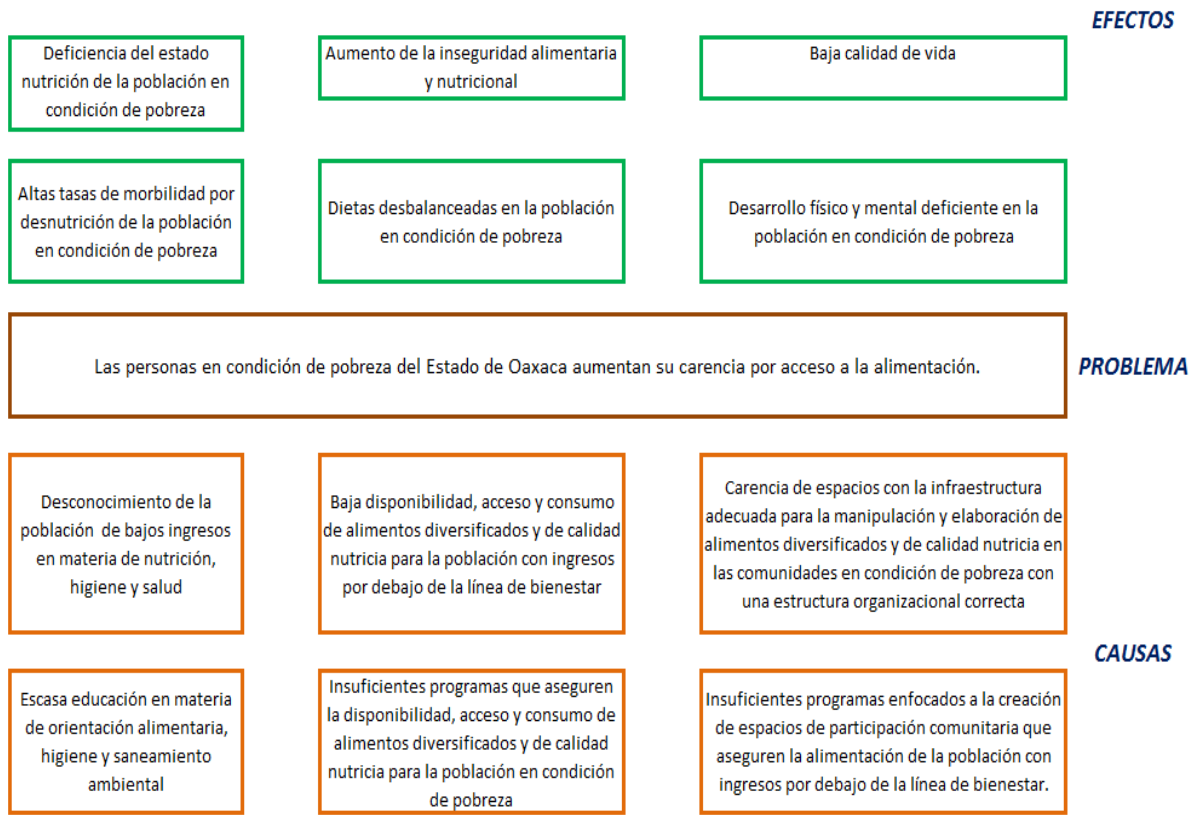 EFECTOS
Deficiencia del estado
nutrición de la población en
condición de pobreza
Aumento de la inseguridad alimentaria
y nutricional
Baja calidad de vida
Altas tasas de morbilidad por
desnutrición de la población
en condición de pobreza
Dietas desbalanceadas en la población
en condición de pobreza
Desarrollo físico y mental deficiente en la
población en condición de pobreza
Las personas en condición de pobreza del Estado de Oaxaca aumentan su carencia por acceso a la alimentación.
PROBLEMA
Desconocimiento de la
población de bajos ingresos
en materia de nutrición,
higiene y salud
Baja disponibilidad, acceso y consumo
de alimentos diversificados y de calidad
nutricia para la población con ingresos
por debajo de la línea de bienestar
Carencia de espacios con la infraestructura
adecuada para la manipulación y elaboración de
alimentos diversificados y de calidad nutricia en
las comunidades en condición de pobreza con
una estructura organizacional correcta
CAUSAS
Escasa educación en materia
de orientación alimentaria,
higiene y saneamiento
ambiental
Insuficientes programas que aseguren
la disponibilidad, acceso y consumo de
alimentos diversificados y de calidad
nutricia para la población en condición
de pobreza
Insuficientes programas enfocados a la creación
de espacios de participación comunitaria que
aseguren la alimentación de la población con
ingresos por debajo de la línea de bienestar.